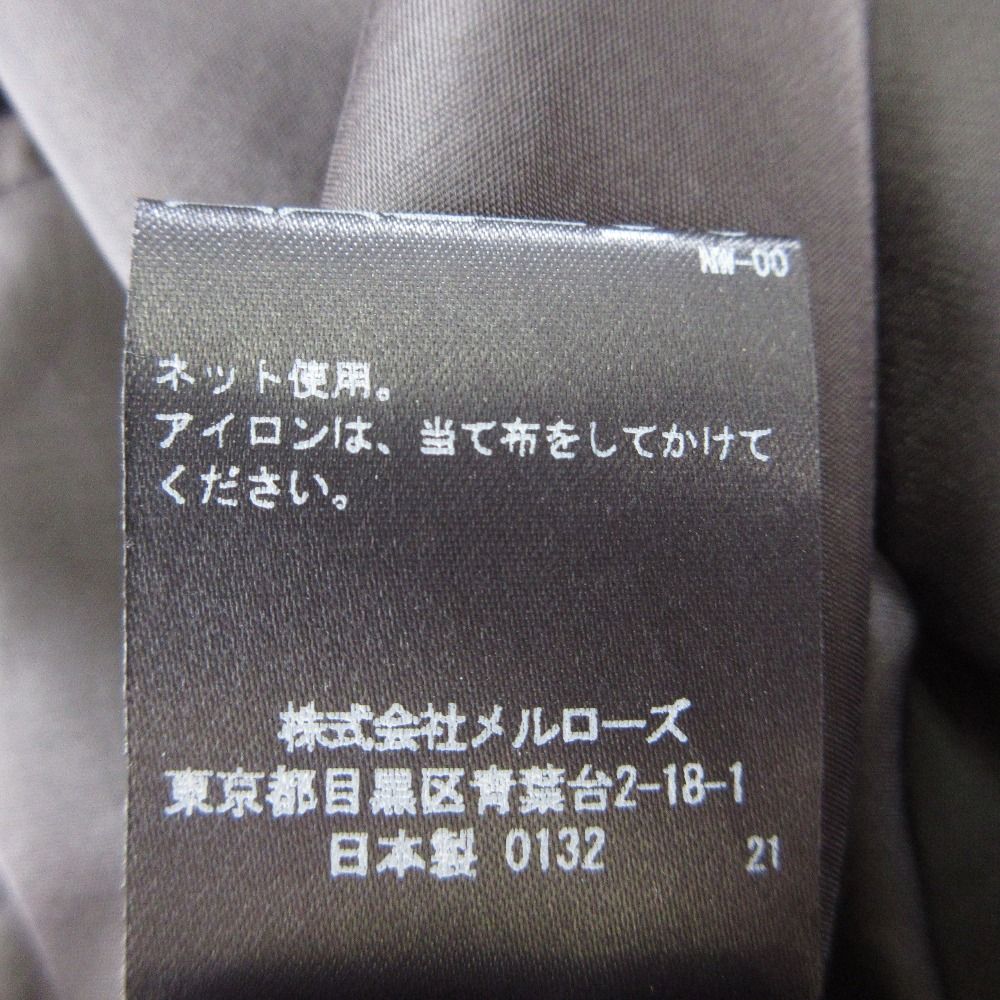 NW-00
ネット使用。
アイロンは、当て布をしてかけて
ください。
株式会社メルローズ
東京都目黒区青葉台2-18-1
日本製 0132 21